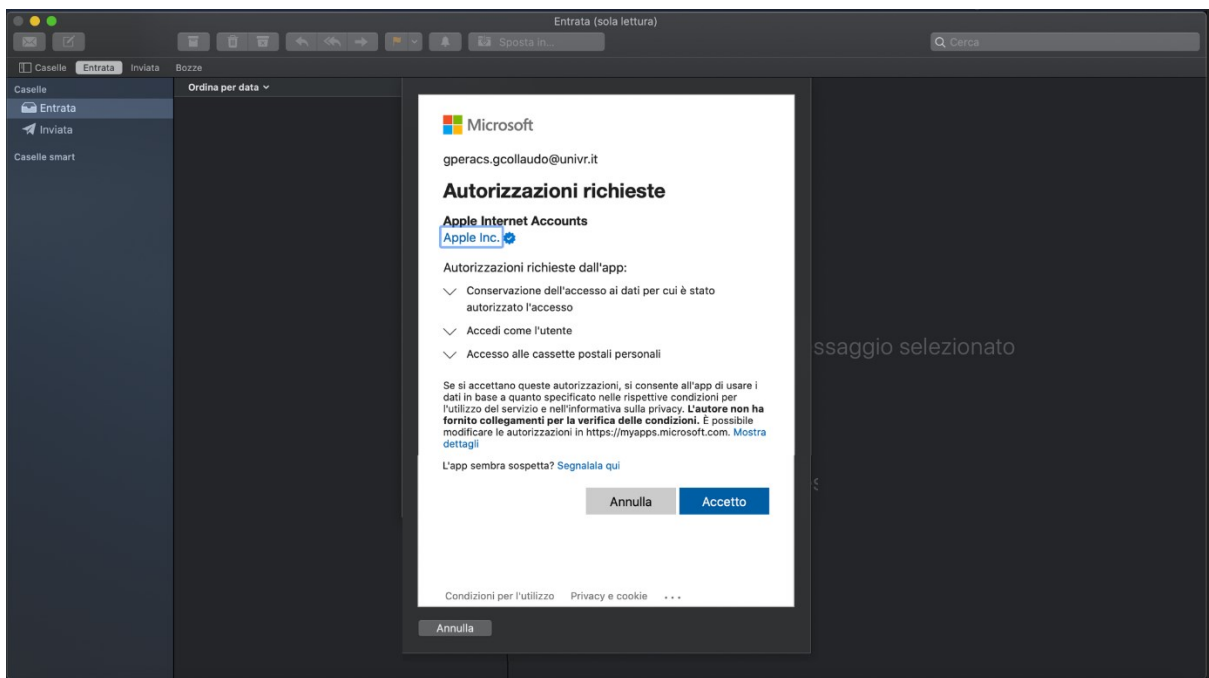 Entrata (sola lettura)
Sposta in...
Cerca
Caselle Entrata Inviata Bozze
Caselle
Entrata
Inviata
Caselle smart
Ordina per data
Microsoft
gperacs.gcollaudo@univr.it
Autorizzazioni richieste
Apple Internet Accounts
Apple Inc.
Autorizzazioni richieste dall'app:
Conservazione dell'accesso ai dati per cui è stato
autorizzato l'accesso
Accedi come l'utente
Accesso alle cassette postali personali
Se si accettano queste autorizzazioni, si consente all'app di usare i
dati in base a quanto specificato nelle rispettive condizioni per
l'utilizzo del servizio e nell'informativa sulla privacy. L'autore non ha
fornito collegamenti per la verifica delle condizioni. È possibile
modificare le autorizzazioni in https://myapps.microsoft.com. Mostra
dettagli
L'app sembra sospetta? Segnalala qui
Annulla Accetto
Condizioni per l'utilizzo Privacy e cookie ...
Annulla
ssaggio selezionato